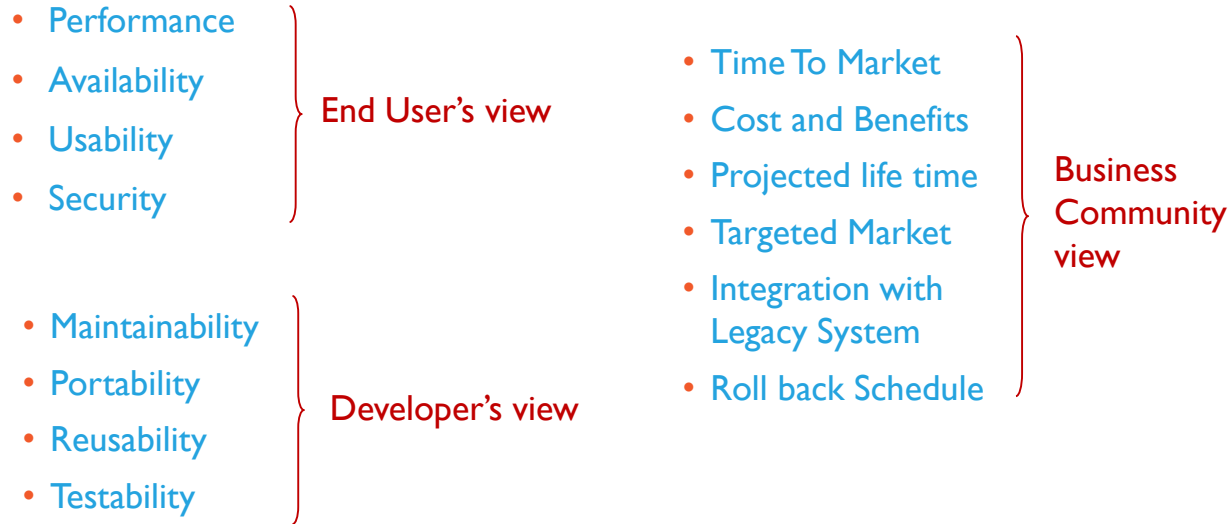 • Performance
• Availability
• Usability
• Security
End User's view
• Maintainability
• Portability
• Reusability
• Testability
Developer's view
• Time To Market
• Cost and Benefits
• Projected life time
• Targeted Market
• Integration with
Legacy System
• Roll back Schedule
Business
Community
view